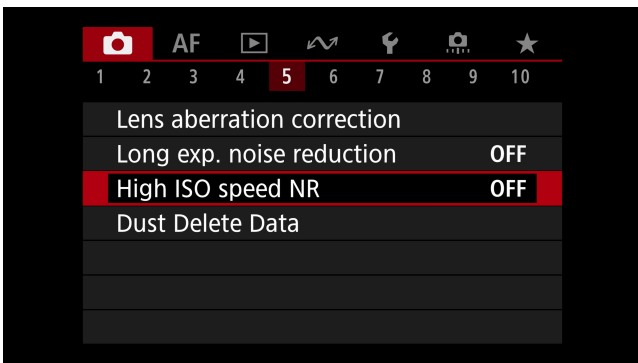 AF
1 2 3 4 5 6 7 8 9 10
Lens aberration correction
Long exp. noise reduction OFF
High ISO speed NR OFF
Dust Delete Data